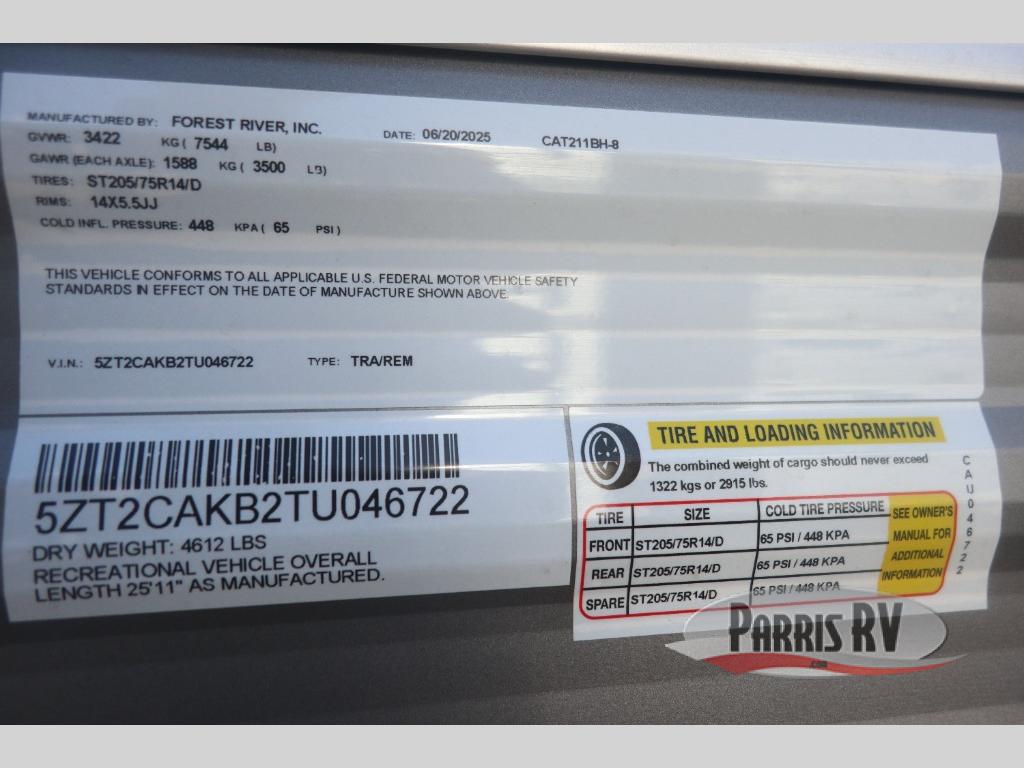 MANUFACTURED BY: FOREST RIVER, INC. DATE: 06/20/2025 CAT211BH-8
GVWR: 3422 KG ( 7544 LB)
GAWR (EACH AXLE): 1588 KG ( 3500 LB)
TIRES: ST205/75R14/D
RIMS: 14X5.5JJ
COLD INFL. PRESSURE: 448 KPA ( 65 PSI )
THIS VEHICLE CONFORMS TO ALL APPLICABLE U.S. FEDERAL MOTOR VEHICLE SAFETY
STANDARDS IN EFFECT ON THE DATE OF MANUFACTURE SHOWN ABOVE.
V.I.N.: 5ZT2CAKB2TU046722 TYPE: TRA/REM
5ZT2CAKB2TU046722
DRY WEIGHT: 4612 LBS
RECREATIONAL VEHICLE OVERALL
LENGTH 25'11" AS MANUFACTURED.
TIRE AND LOADING INFORMATION
The combined weight of cargo should never exceed
1322 kgs or 2915 lbs.
TIRE SIZE COLD TIRE PRESSURE
FRONT ST205/75R14/D 65 PSI / 448 KPA
REAR ST205/75R14/D 65 PSI / 448 KPA
SPARE ST205/75R14/D 65 PSI / 448 KPA
SEE OWNER'S
MANUAL FOR
ADDITIONAL
INFORMATION
CAU046722
PARRIS RV
.com